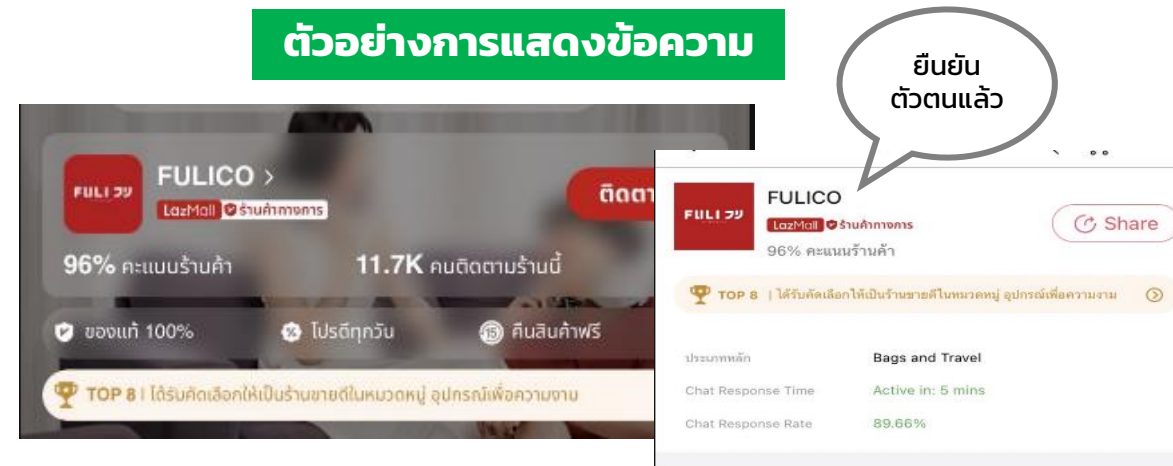 ตัวอย่างการแสดงข้อความ
ยืนยัน
ตัวตนแล้ว
FULI フリ
FULICO >
LazMall ร้านค้าทางการ
96% คะแนนร้านค้า
11.7K คนติดตามร้านนี้
ของแท้ 100%
โปรดีทุกวัน
15 คืนสินค้าฟรี
TOP 8 | ได้รับคัดเลือกให้เป็นร้านขายดีในหมวดหมู่ อุปกรณ์เพื่อความงาม
FULI フリ
FULICO
LazMall ร้านค้าทางการ
96% คะแนนร้านค้า
Share
TOP 8 | ได้รับคัดเลือกให้เป็นร้านขายดีในหมวดหมู่ อุปกรณ์เพื่อความงาม
ประเภทหลัก Bags and Travel
Chat Response Time Active in: 5 mins
Chat Response Rate 89.66%